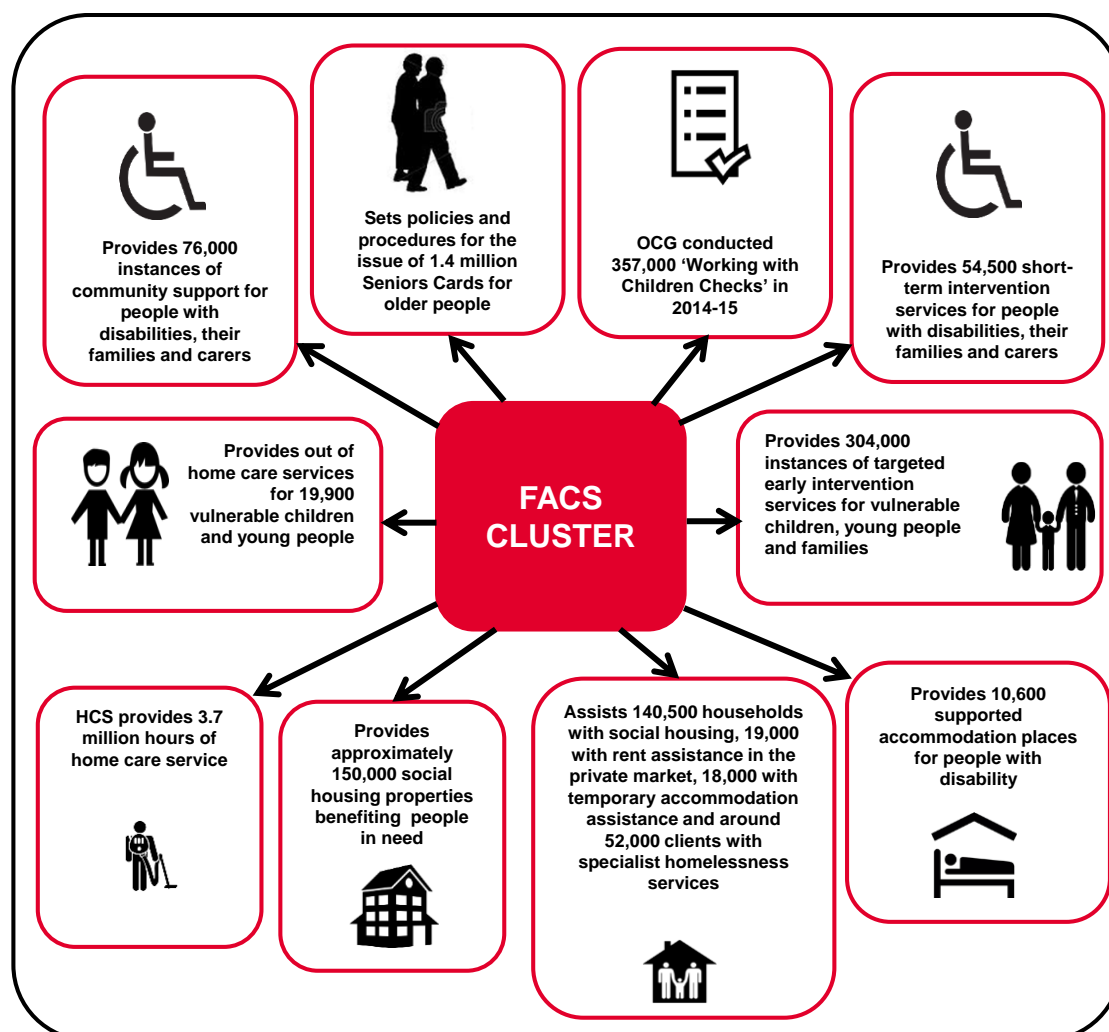 Provides 76,000
instances of
community support for
people with
disabilities, their
families and carers
Sets policies and
procedures for the
issue of 1.4 million
Seniors Cards for
older people
OCG conducted
357,000 ‘Working with
Children Checks’ in
2014-15
Provides 54,500 short-
term intervention
services for people
with disabilities, their
families and carers
Provides out of
home care services
for 19,900
vulnerable children
and young people
FACS
CLUSTER
Provides 304,000
instances of targeted
early intervention
services for vulnerable
children, young people
and families
HCS provides 3.7
million hours of
home care service
Provides
approximately
150,000 social
housing properties
benefiting people
in need
Assists 140,500 households
with social housing, 19,000
with rent assistance in the
private market, 18,000 with
temporary accommodation
assistance and around
52,000 clients with
specialist homelessness
services
Provides 10,600
supported
accommodation places
for people with
disability